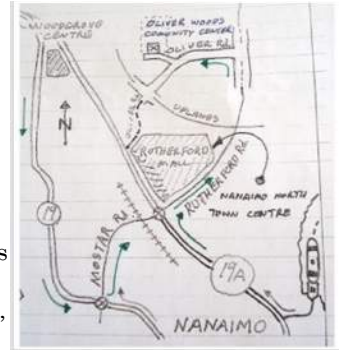 WOODGROVE
CENTRE
OLIVER WOODS
COMUNITY CENTER
OLIVER RD.
N
UPLANDS
RUTHERFORD
MALL
RUTHERFORD Rd
NANAIMO NORTH
TOWN CENTRE
19
MOSTAR Rd
19A
NANAIMO
s
,